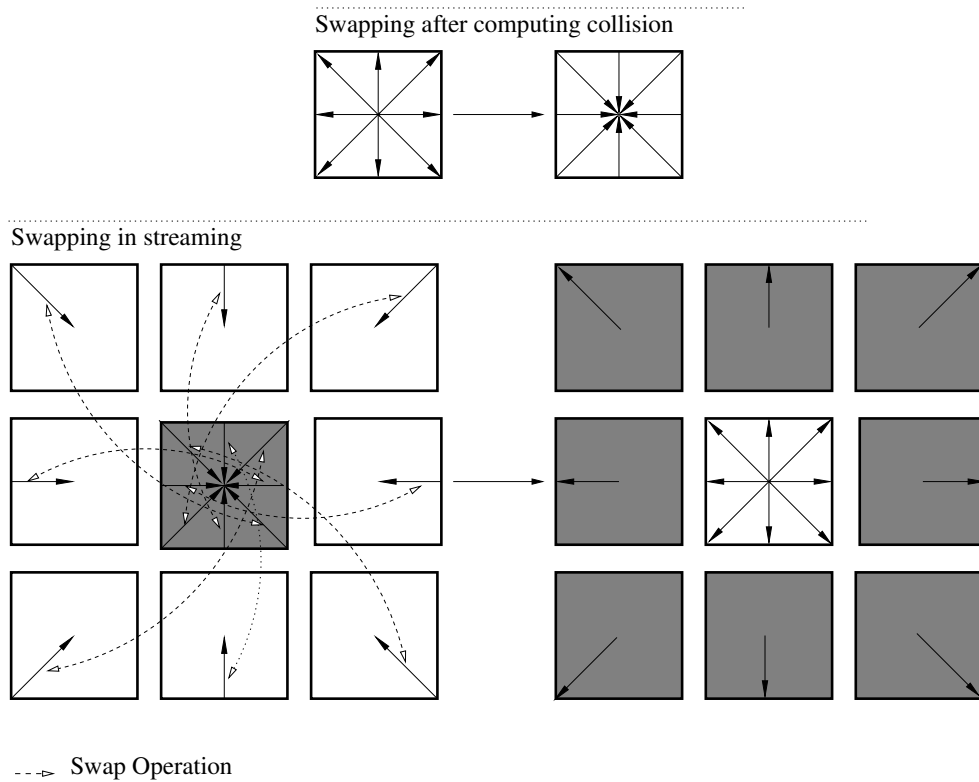 Swapping after computing collision
Swapping in streaming
Swap Operation